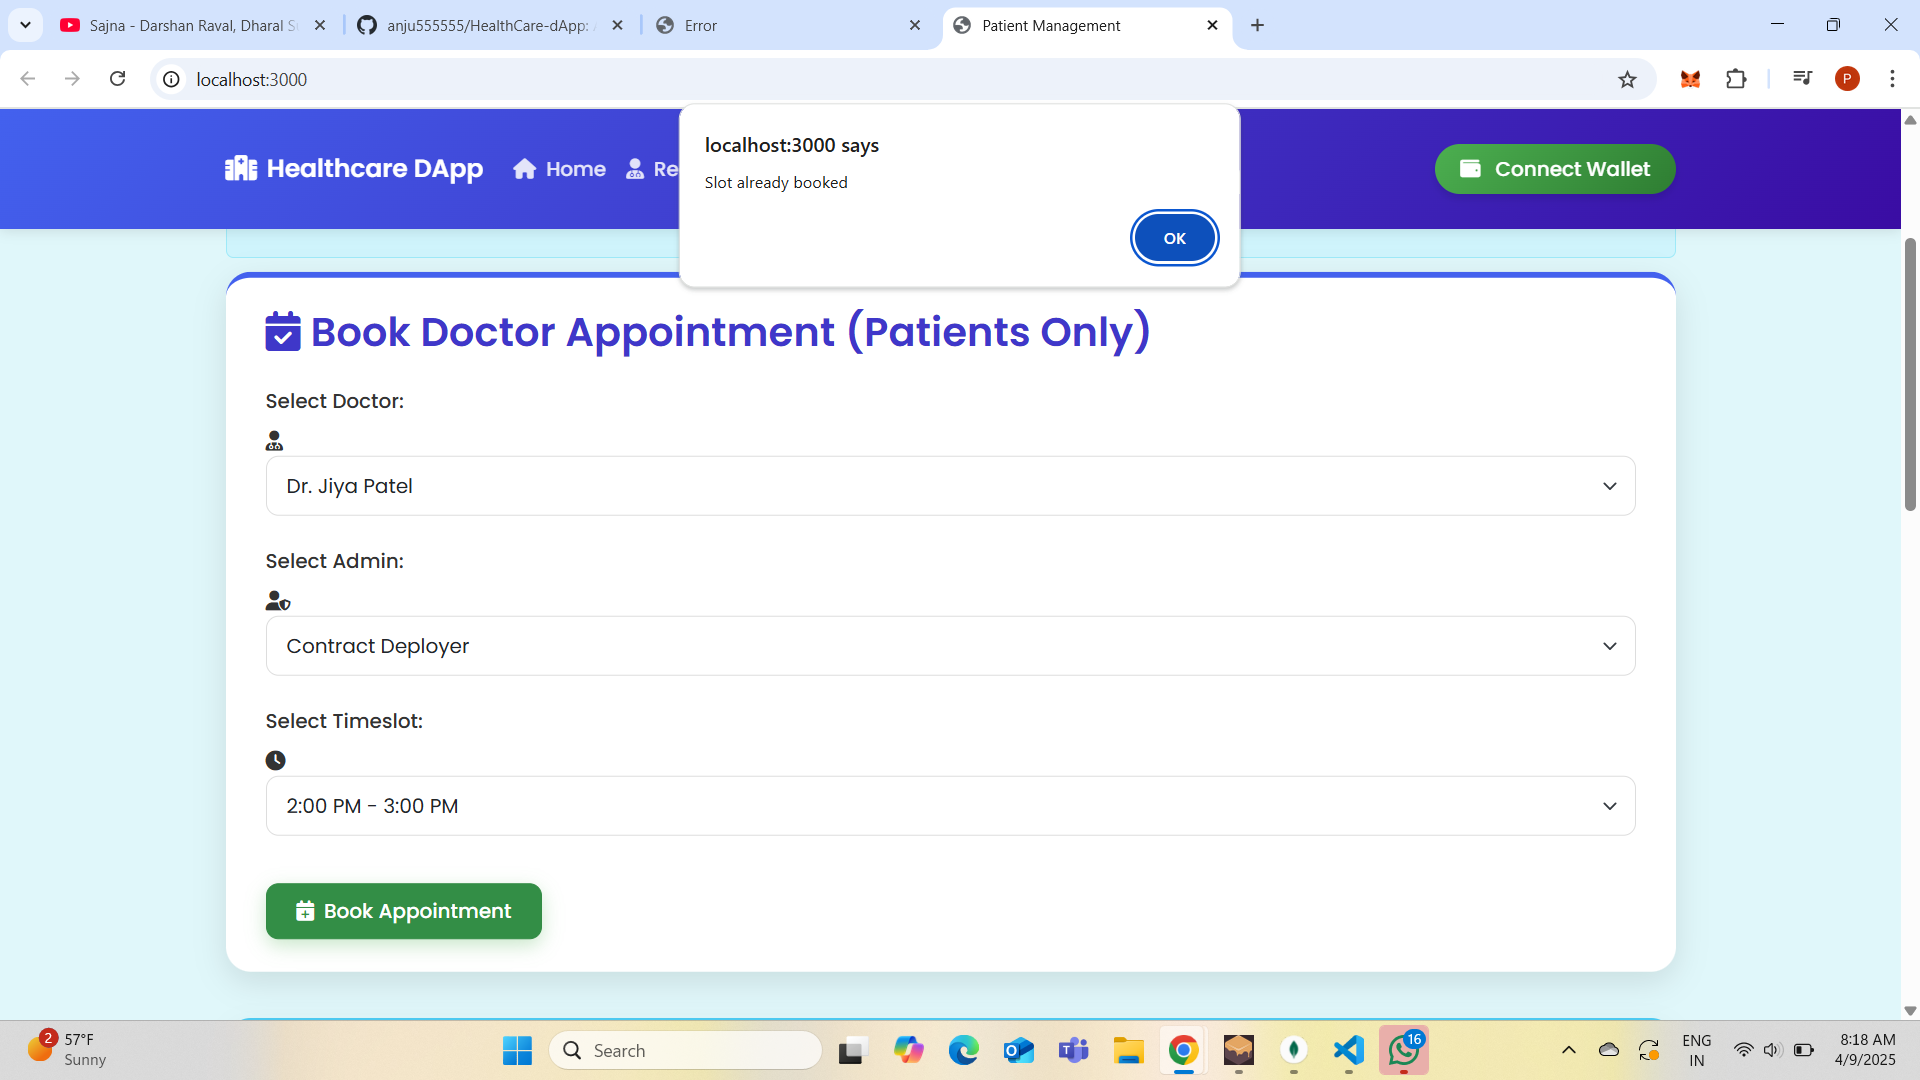 Sajna - Darshan Raval, Dharal S
anju555555/HealthCare-dApp:
Error
Patient Management
localhost:3000
P
localhost:3000 says
Slot already booked
OK
Healthcare DApp
Home
Re
Connect Wallet
Book Doctor Appointment (Patients Only)
Select Doctor:
Dr. Jiya Patel
Select Admin:
Contract Deployer
Select Timeslot:
2:00 PM - 3:00 PM
Book Appointment
2
57°F
Sunny
Search
16
ENG
IN
8:18 AM
4/9/2025